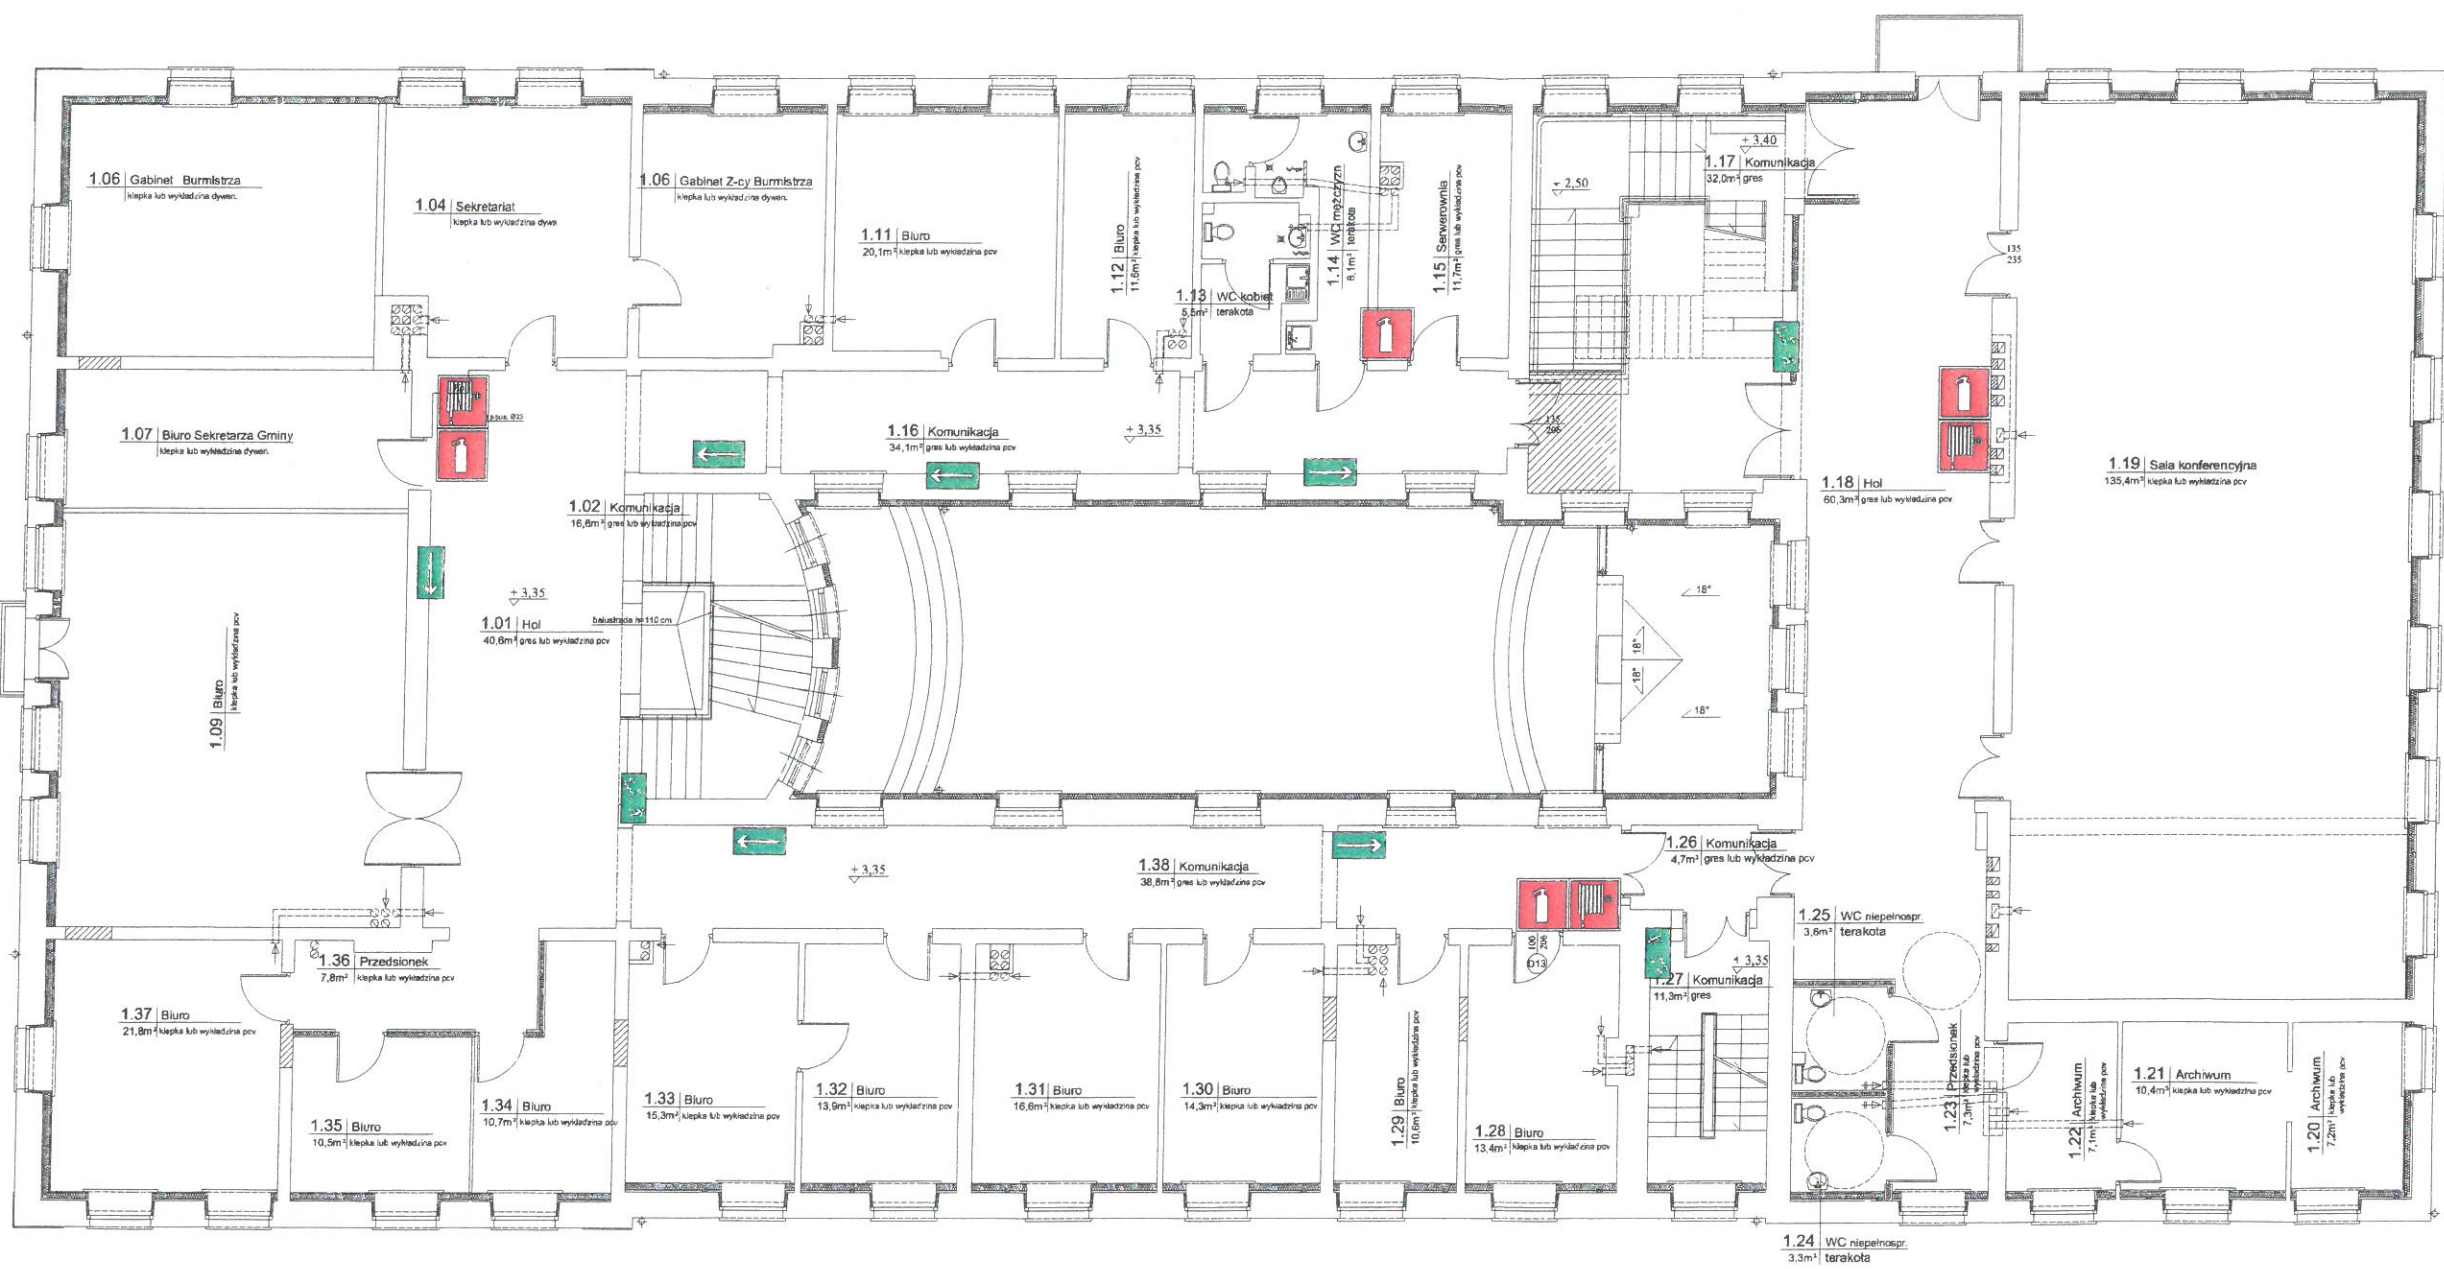 1.06 Gabinet Burmistrza
klepka lub wykładzina dywan.
1.04 Sekretariat
klepka lub wykładzina dywa
1.06 Gabinet Z-cy Burmistrza
klepka lub wykładzina dywan.
1.11 Biuro
20,1m² klepka lub wykładzina pcv
1.12 Biuro
11,6m² klepka lub wykładzina pcv
1.13 WC kobiet
5,5m² terakota
1.14 WC mężczyzn
8,1m² terakota
1.15 Serwerownia
11,7m² gres lub wykładzina pcv
+ 2,50
+ 3,40
1.17 Komunikacja
32,0m² gres
135
235
1.07 Biuro Sekretarza Gminy
klepka lub wykładzina dywan.
1.16 Komunikacja
34,1m² gres lub wykładzina pcv
+ 3,35
135
206
1.18 Hol
60,3m² gres lub wykładzina pcv
1.19 Sala konferencyjna
135,4m² klepka lub wykładzina pcv
1.02 Komunikacja
16,6m² gres lub wykładzina pcv
+ 3,35
1.01 Hol
40,6m² gres lub wykładzina pcv
balustrada h=110 cm
18°
18°
18°
18°
1.09 Biuro
klepka lub wykładzina pcv
+ 3,35
1.38 Komunikacja
38,8m² gres lub wykładzina pcv
1.26 Komunikacja
4,7m² gres lub wykładzina pcv
1.25 WC niepełnospr.
3,6m² terakota
100
206
D13
+ 3,35
1.27 Komunikacja
11,3m² gres
1.36 Przedsionek
7,8m² klepka lub wykładzina pcv
1.37 Biuro
21,8m² klepka lub wykładzina pcv
1.35 Biuro
10,5m² klepka lub wykładzina pcv
1.34 Biuro
10,7m² klepka lub wykładzina pcv
1.33 Biuro
15,3m² klepka lub wykładzina pcv
1.32 Biuro
13,9m² klepka lub wykładzina pcv
1.31 Biuro
16,6m² klepka lub wykładzina pcv
1.30 Biuro
14,3m² klepka lub wykładzina pcv
1.29 Biuro
10,6m² klepka lub wykładzina pcv
1.28 Biuro
13,4m² klepka lub wykładzina pcv
1.23 Przedsionek
7,3m² klepka lub
wykładzina pcv
1.22 Archiwum
7,1m² klepka lub
wykładzina pcv
1.21 Archiwum
10,4m² klepka lub wykładzina pcv
1.20 Archiwum
7,2m² klepka lub
wykładzina pcv
1.24 WC niepełnospr.
3,3m² terakota